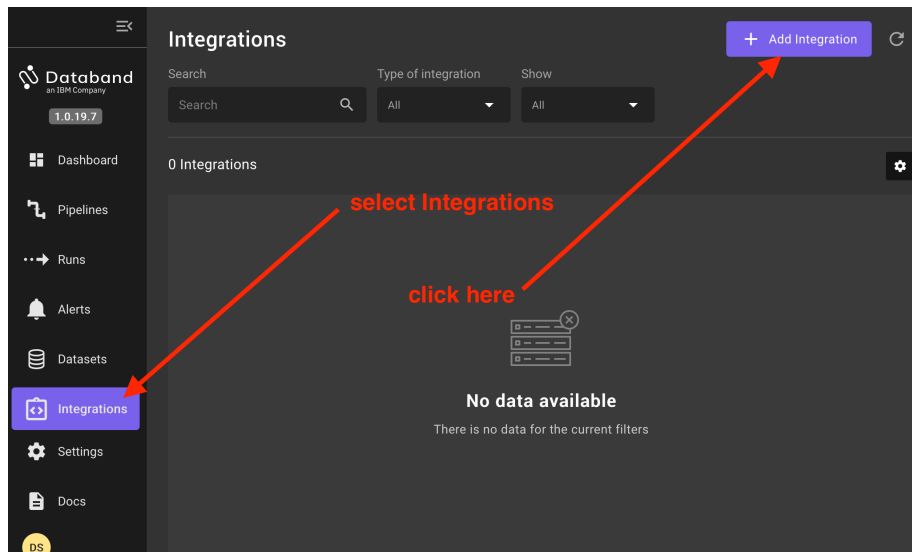 Databand
an IBM Company
1.0.19.7
Dashboard
Pipelines
Runs
Alerts
Datasets
Integrations
Settings
Docs
DS
Integrations
+ Add Integration
Search
Type of integration
Show
Search
All
All
0 Integrations
select Integrations
click here
No data available
There is no data for the current filters